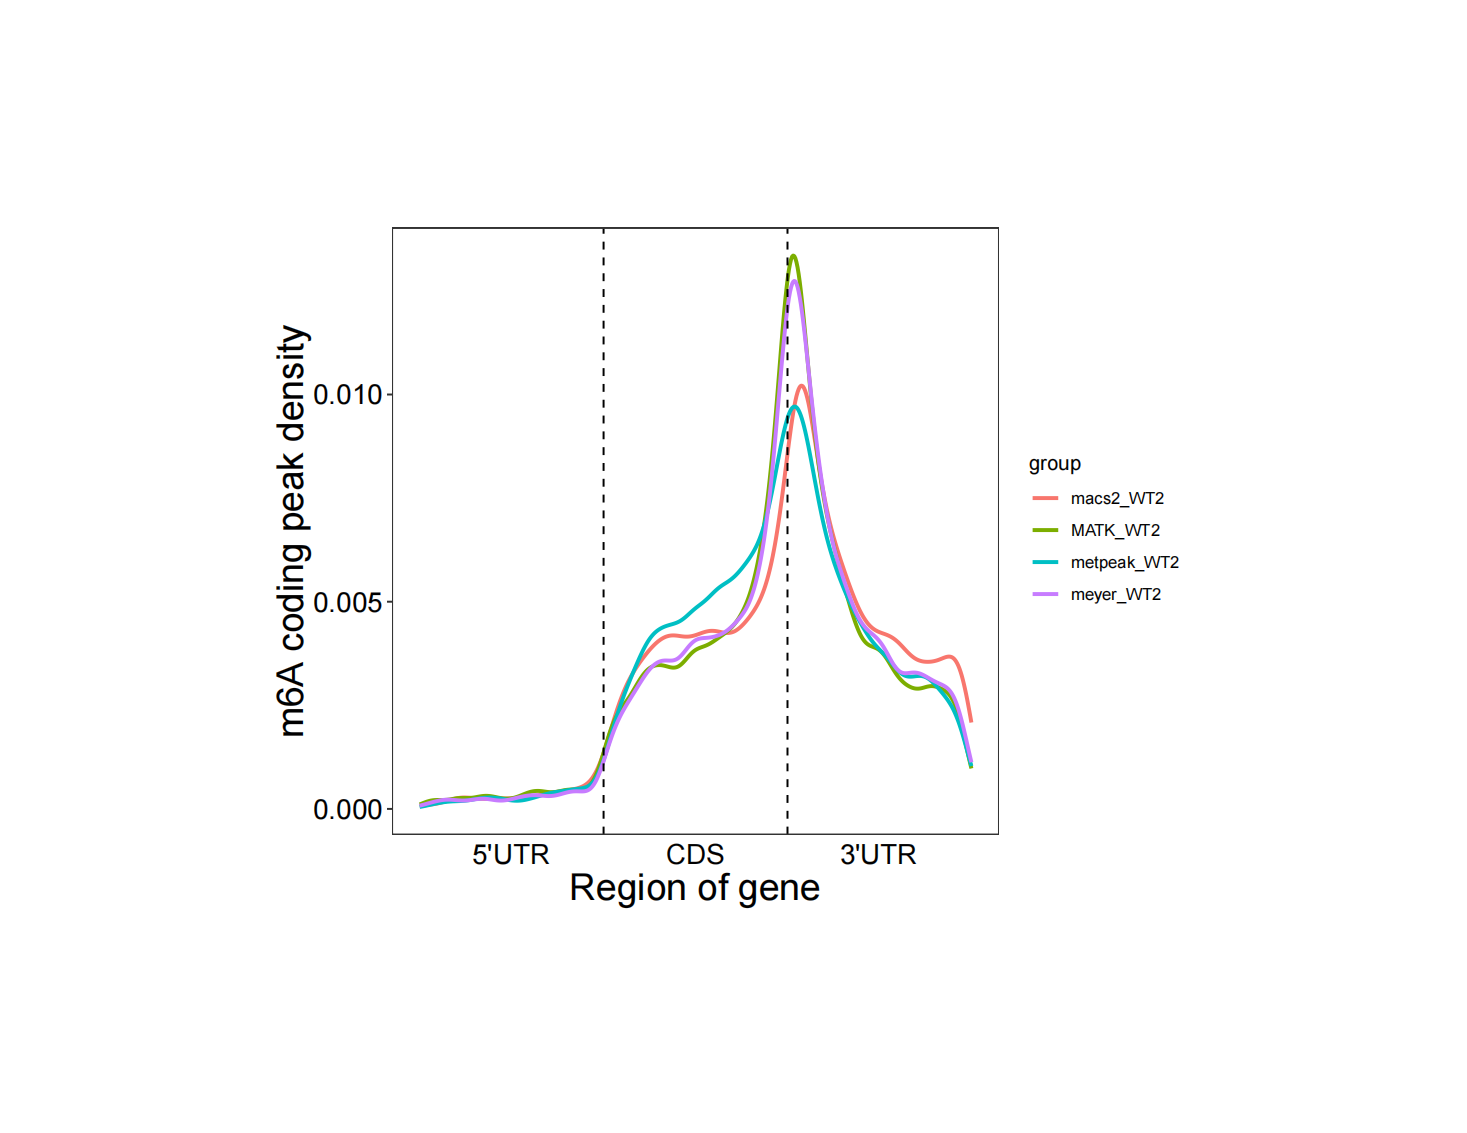 m6A coding peak density
0.010
0.005
0.000
5'UTR CDS 3'UTR
Region of gene
group
macs2_WT2
MATK_WT2
metpeak_WT2
meyer_WT2